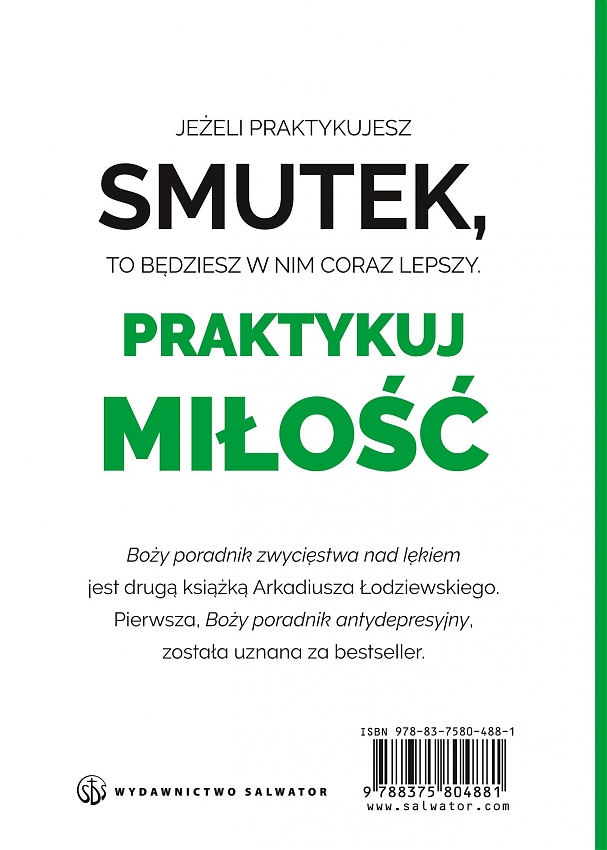 JEŻELI PRAKTYKUJESZ
SMUTEK,
TO BĘDZIESZ W NIM CORAZ LEPSZY.
PRAKTYKUJ
MIŁOŚĆ
Boży poradnik zwycięstwa nad lękiem
jest drugą książką Arkadiusza Łodziewskiego.
Pierwsza, Boży poradnik antydepresyjny,
została uznana za bestseller.
ISBN 978-83-7580-488-1
9 788375 804881
www.salwator.com
SDS WYDAWNICTWO SALWATOR